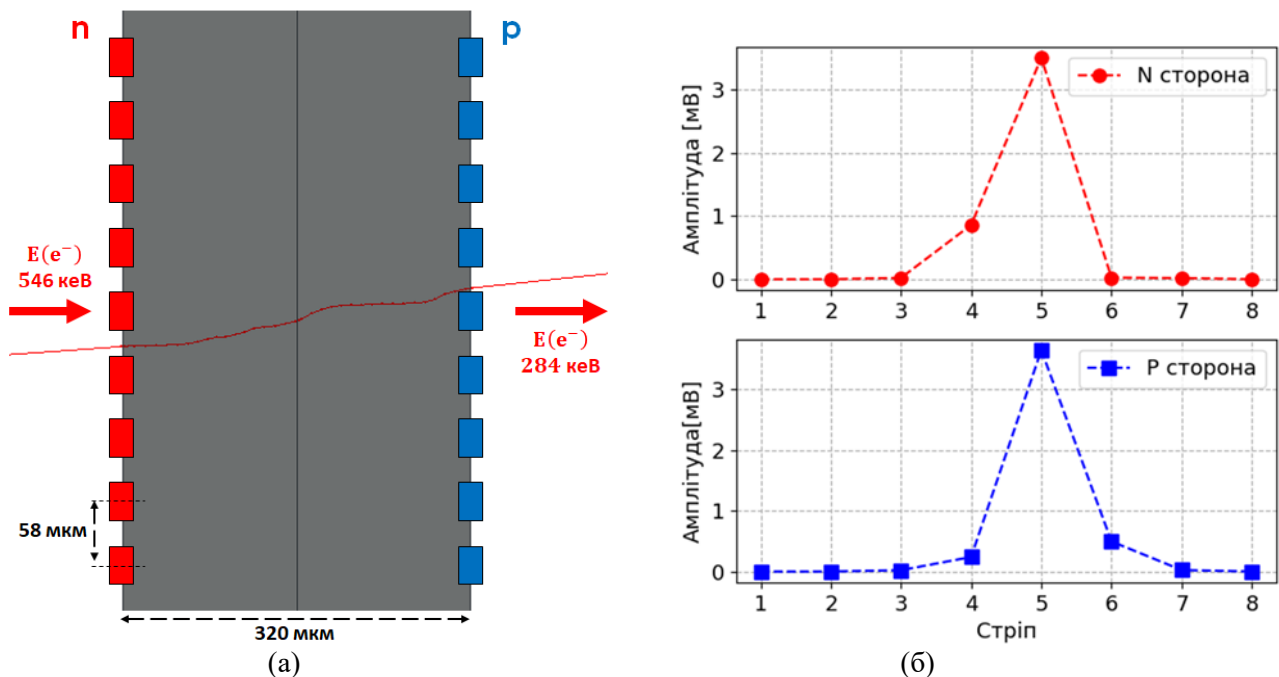 n
p
E(e⁻)
546 кеВ
E(e⁻)
284 кеВ
58 мкм
320 мкм
(а)
Амплітуда [мВ]
3
2
1
0
N сторона
1 2 3 4 5 6 7 8
Амплітуда[мВ]
3
2
1
0
P сторона
1 2 3 4 5 6 7 8
Стріп
(б)